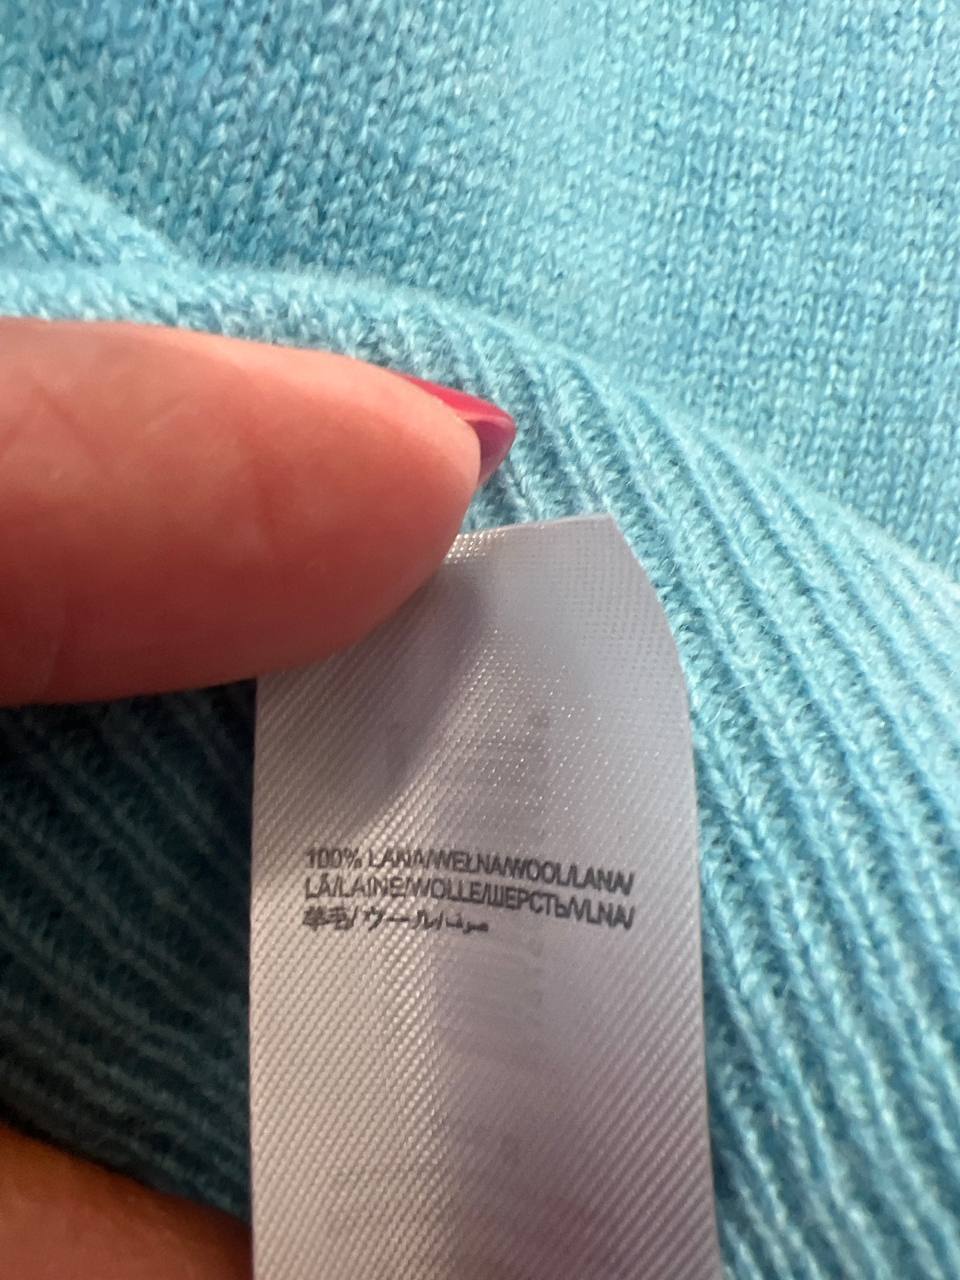 100% LANA/WEŁNA/WOOL/LANA/
LÃ/LAINE/WOLLE/ШЕРСТЬ/VLNA/
羊毛/ウール/صوف